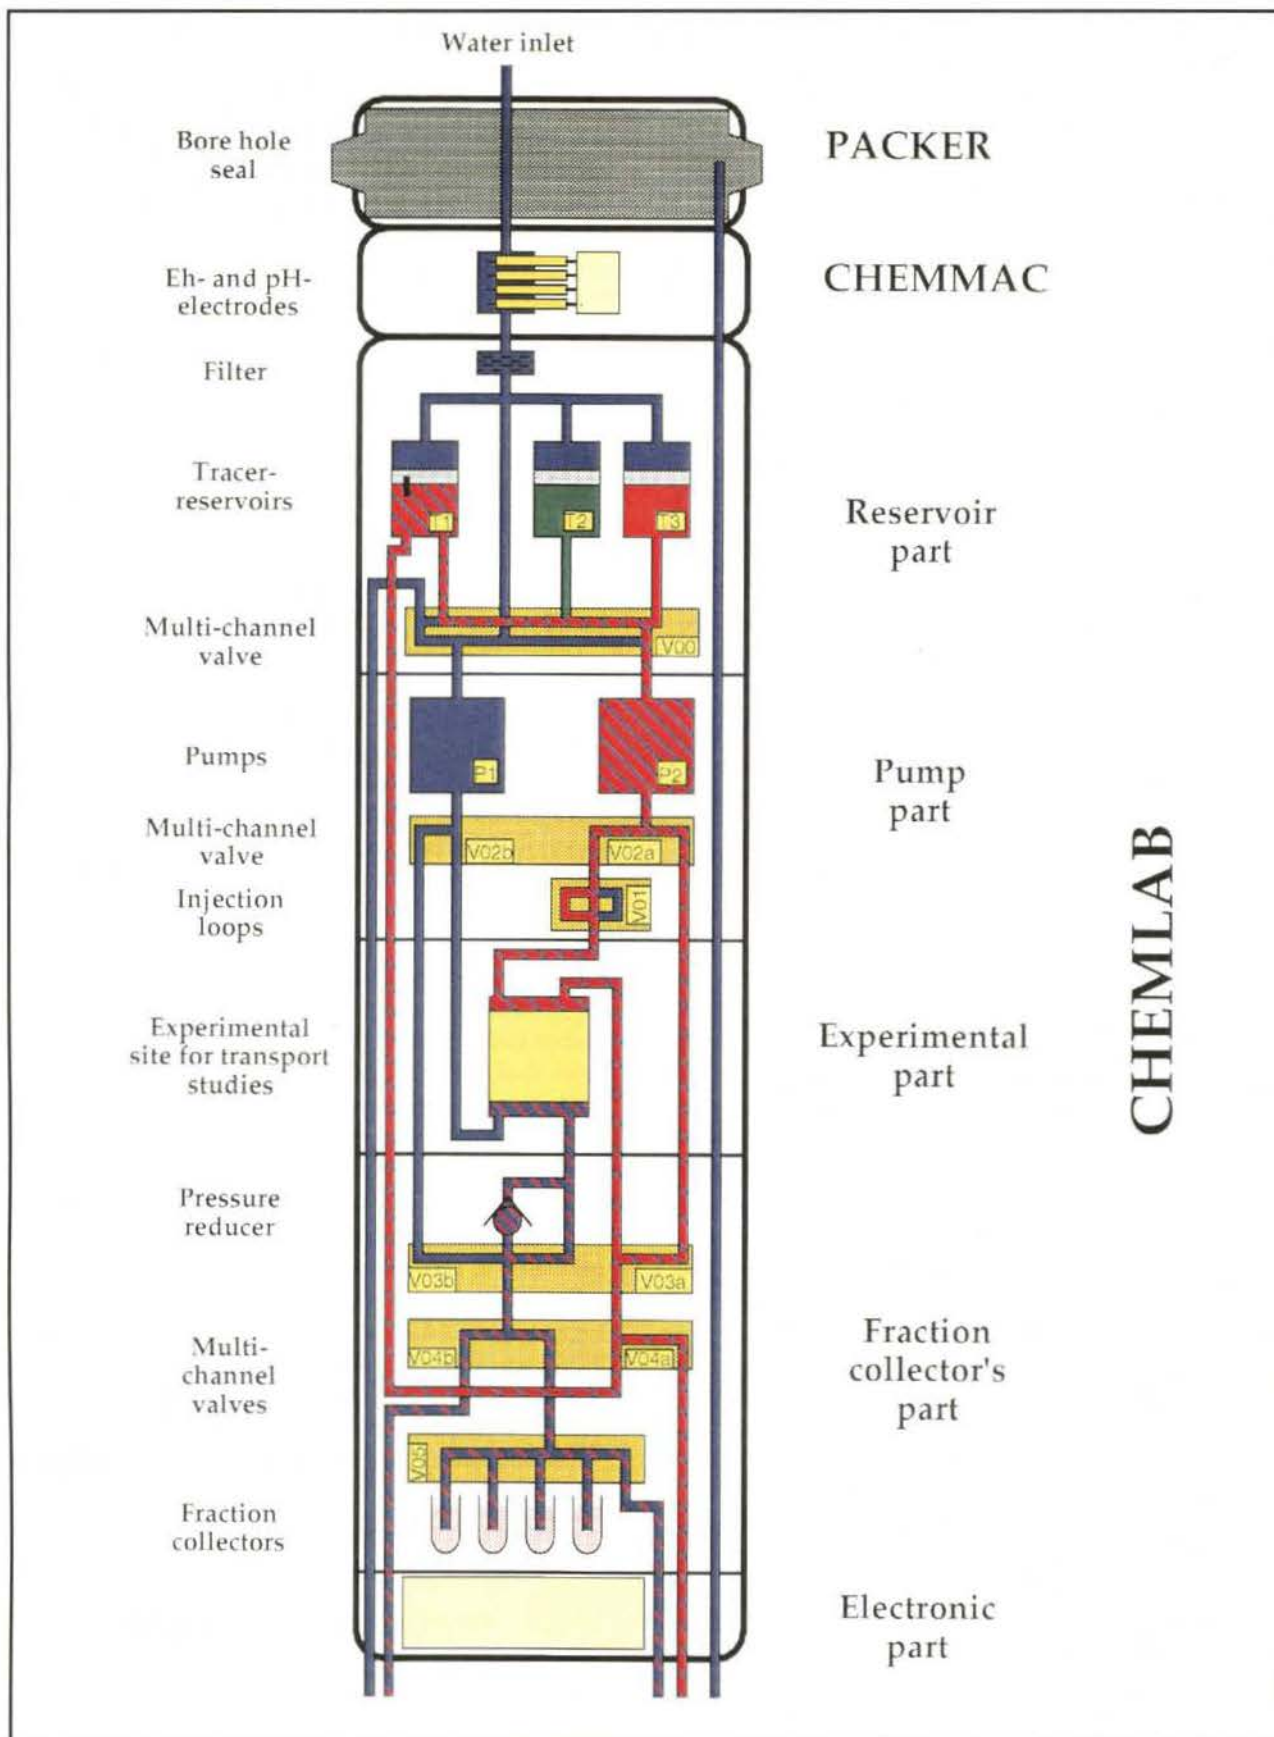 Water inlet
Bore hole
seal
PACKER
Eh- and pH-
electrodes
CHEMMAC
Filter
Tracer-
reservoirs
T1
T2
T3
Reservoir
part
Multi-channel
valve
V00
Pumps
P1
P2
Pump
part
Multi-channel
valve
V02b
V02a
Injection
loops
V01
CHEMLAB
Experimental
site for transport
studies
Experimental
part
Pressure
reducer
V03b
V03a
Multi-
channel
valves
V04b
V04a
Fraction
collector's
part
V05
Fraction
collectors
Electronic
part